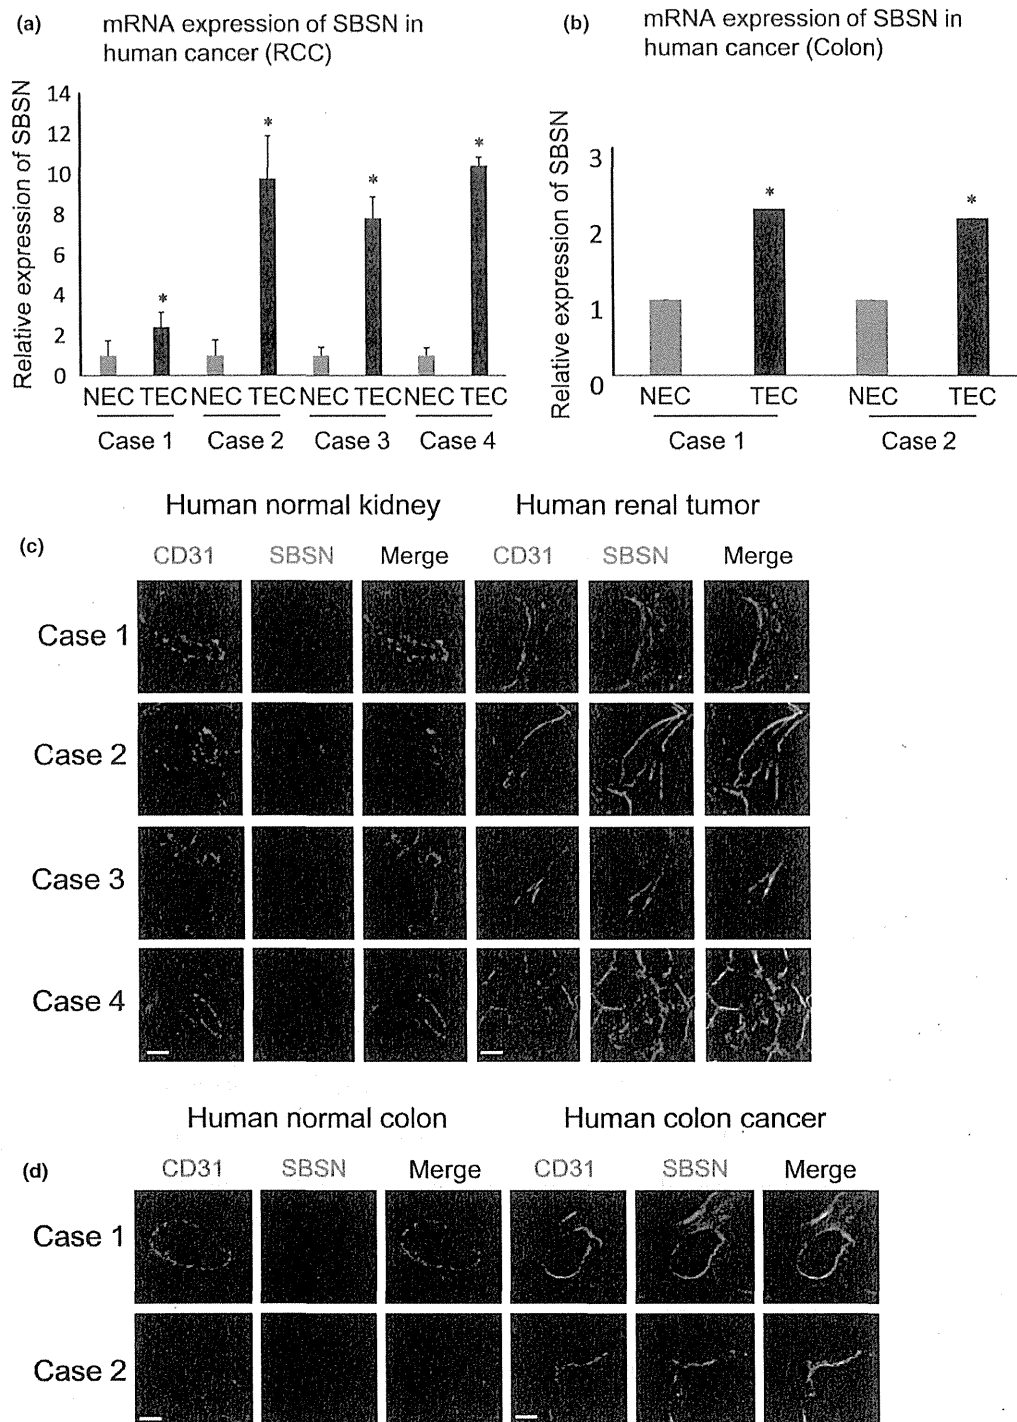 (a)
mRNA expression of SBSN in
human cancer (RCC)
Relative expression of SBSN
14
12
10
8
6
4
2
0
*
*
*
*
NEC TEC NEC TEC NEC TEC NEC TEC
Case 1 Case 2 Case 3 Case 4
(b)
mRNA expression of SBSN in
human cancer (Colon)
Relative expression of SBSN
3
2
1
0
*
*
NEC TEC NEC TEC
Case 1 Case 2
Human normal kidney Human renal tumor
(c)
CD31 SBSN Merge CD31 SBSN Merge
Case 1
Case 2
Case 3
Case 4
Human normal colon Human colon cancer
(d)
CD31 SBSN Merge CD31 SBSN Merge
Case 1
Case 2